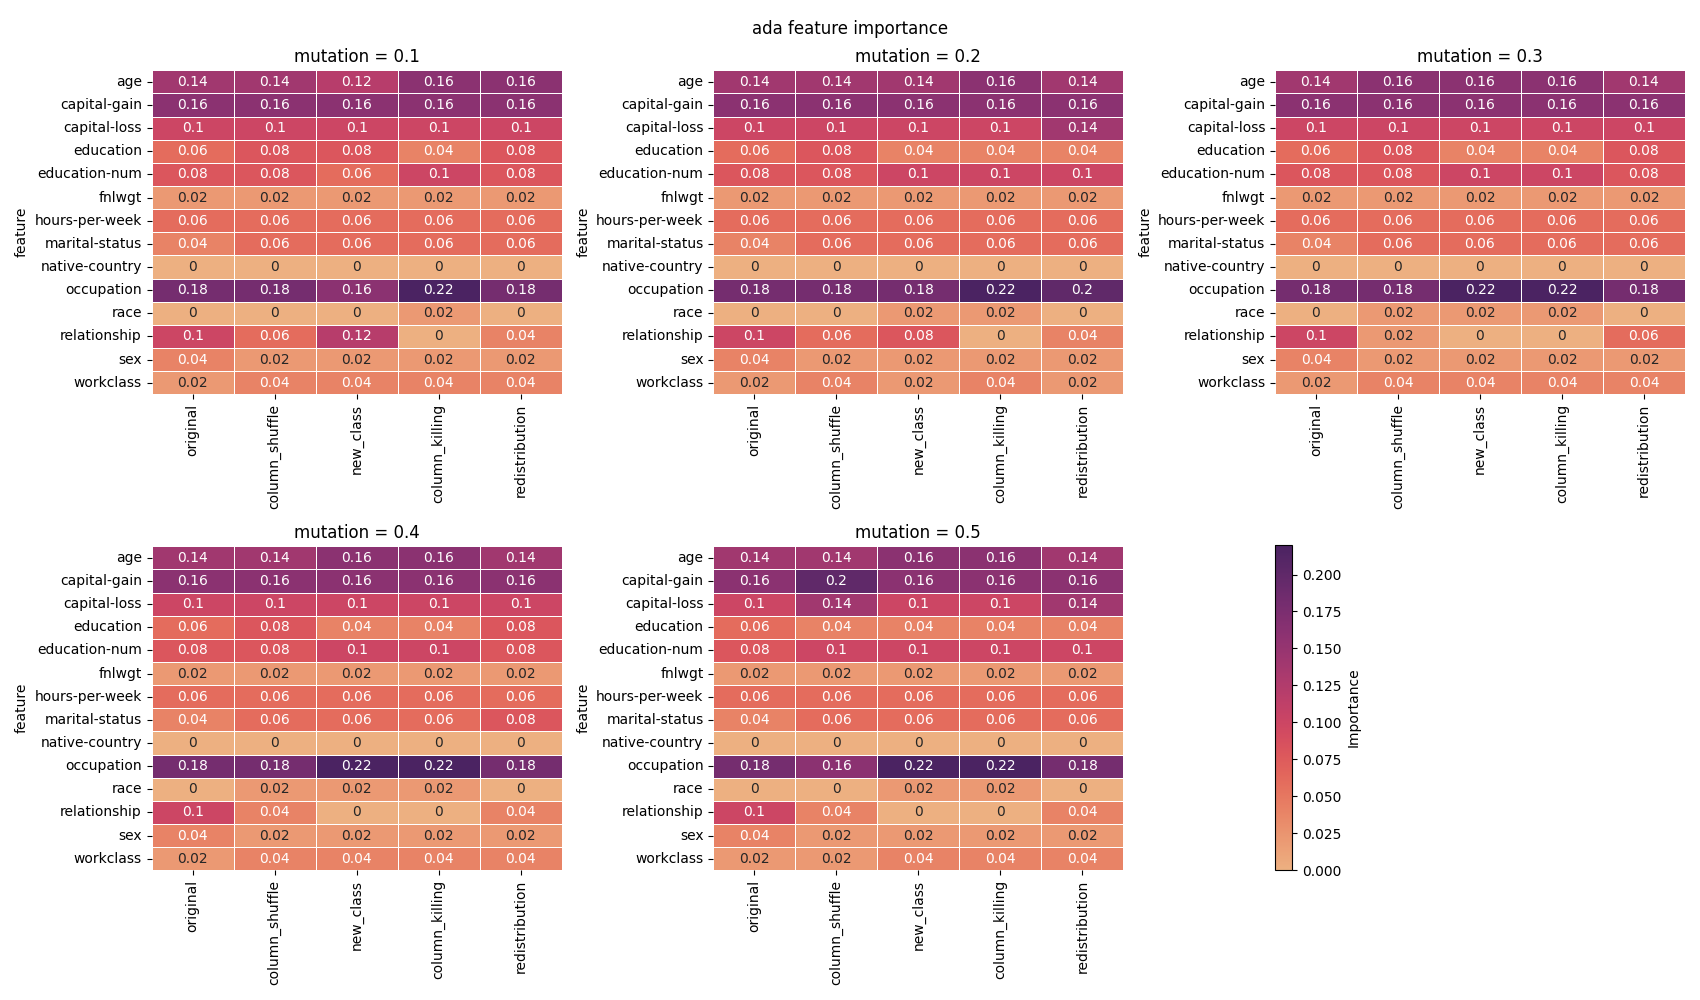 ada feature importance
mutation = 0.1
feature
age 0.14 0.14 0.12 0.16 0.16
capital-gain 0.16 0.16 0.16 0.16 0.16
capital-loss 0.1 0.1 0.1 0.1 0.1
education 0.06 0.08 0.08 0.04 0.08
education-num 0.08 0.08 0.06 0.1 0.08
fnlwgt 0.02 0.02 0.02 0.02 0.02
hours-per-week 0.06 0.06 0.06 0.06 0.06
marital-status 0.04 0.06 0.06 0.06 0.06
native-country 0 0 0 0 0
occupation 0.18 0.18 0.16 0.22 0.18
race 0 0 0 0.02 0
relationship 0.1 0.06 0.12 0 0.04
sex 0.04 0.02 0.02 0.02 0.02
workclass 0.02 0.04 0.04 0.04 0.04
original column_shuffle new_class column_killing redistribution
mutation = 0.2
feature
age 0.14 0.14 0.14 0.16 0.14
capital-gain 0.16 0.16 0.16 0.16 0.16
capital-loss 0.1 0.1 0.1 0.1 0.14
education 0.06 0.08 0.04 0.04 0.04
education-num 0.08 0.08 0.1 0.1 0.1
fnlwgt 0.02 0.02 0.02 0.02 0.02
hours-per-week 0.06 0.06 0.06 0.06 0.06
marital-status 0.04 0.06 0.06 0.06 0.06
native-country 0 0 0 0 0
occupation 0.18 0.18 0.18 0.22 0.2
race 0 0 0.02 0.02 0
relationship 0.1 0.06 0.08 0 0.04
sex 0.04 0.02 0.02 0.02 0.02
workclass 0.02 0.04 0.02 0.04 0.02
original column_shuffle new_class column_killing redistribution
mutation = 0.3
feature
age 0.14 0.16 0.16 0.16 0.14
capital-gain 0.16 0.16 0.16 0.16 0.16
capital-loss 0.1 0.1 0.1 0.1 0.1
education 0.06 0.08 0.04 0.04 0.08
education-num 0.08 0.08 0.1 0.1 0.08
fnlwgt 0.02 0.02 0.02 0.02 0.02
hours-per-week 0.06 0.06 0.06 0.06 0.06
marital-status 0.04 0.06 0.06 0.06 0.06
native-country 0 0 0 0 0
occupation 0.18 0.18 0.22 0.22 0.18
race 0 0.02 0.02 0.02 0
relationship 0.1 0.02 0 0 0.06
sex 0.04 0.02 0.02 0.02 0.02
workclass 0.02 0.04 0.04 0.04 0.04
original column_shuffle new_class column_killing redistribution
mutation = 0.4
feature
age 0.14 0.14 0.16 0.16 0.14
capital-gain 0.16 0.16 0.16 0.16 0.16
capital-loss 0.1 0.1 0.1 0.1 0.1
education 0.06 0.08 0.04 0.04 0.08
education-num 0.08 0.08 0.1 0.1 0.08
fnlwgt 0.02 0.02 0.02 0.02 0.02
hours-per-week 0.06 0.06 0.06 0.06 0.06
marital-status 0.04 0.06 0.06 0.06 0.08
native-country 0 0 0 0 0
occupation 0.18 0.18 0.22 0.22 0.18
race 0 0.02 0.02 0.02 0
relationship 0.1 0.04 0 0 0.04
sex 0.04 0.02 0.02 0.02 0.02
workclass 0.02 0.04 0.04 0.04 0.04
original column_shuffle new_class column_killing redistribution
mutation = 0.5
feature
age 0.14 0.14 0.16 0.16 0.14
capital-gain 0.16 0.2 0.16 0.16 0.16
capital-loss 0.1 0.14 0.1 0.1 0.14
education 0.06 0.04 0.04 0.04 0.04
education-num 0.08 0.1 0.1 0.1 0.1
fnlwgt 0.02 0.02 0.02 0.02 0.02
hours-per-week 0.06 0.06 0.06 0.06 0.06
marital-status 0.04 0.06 0.06 0.06 0.06
native-country 0 0 0 0 0
occupation 0.18 0.16 0.22 0.22 0.18
race 0 0 0.02 0.02 0
relationship 0.1 0.04 0 0 0.04
sex 0.04 0.02 0.02 0.02 0.02
workclass 0.02 0.02 0.04 0.04 0.04
original column_shuffle new_class column_killing redistribution
0.200
0.175
0.150
0.125
0.100
0.075
0.050
0.025
0.000
Importance